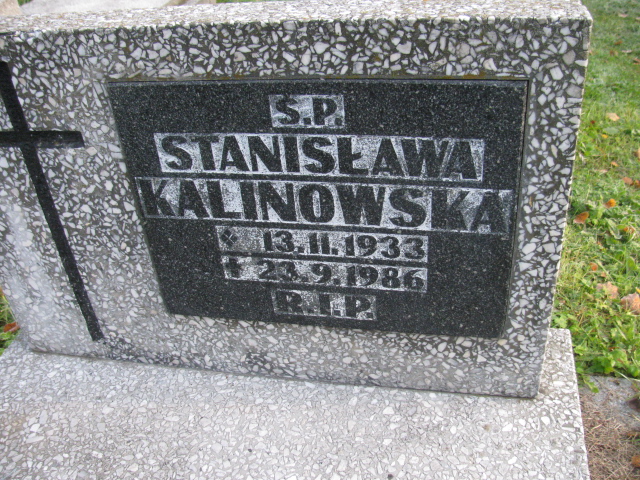 Ś.P.
STANISŁAWA
KALINOWSKA
* 13.11.1933
✝ 23.9.1986
R.I.P.